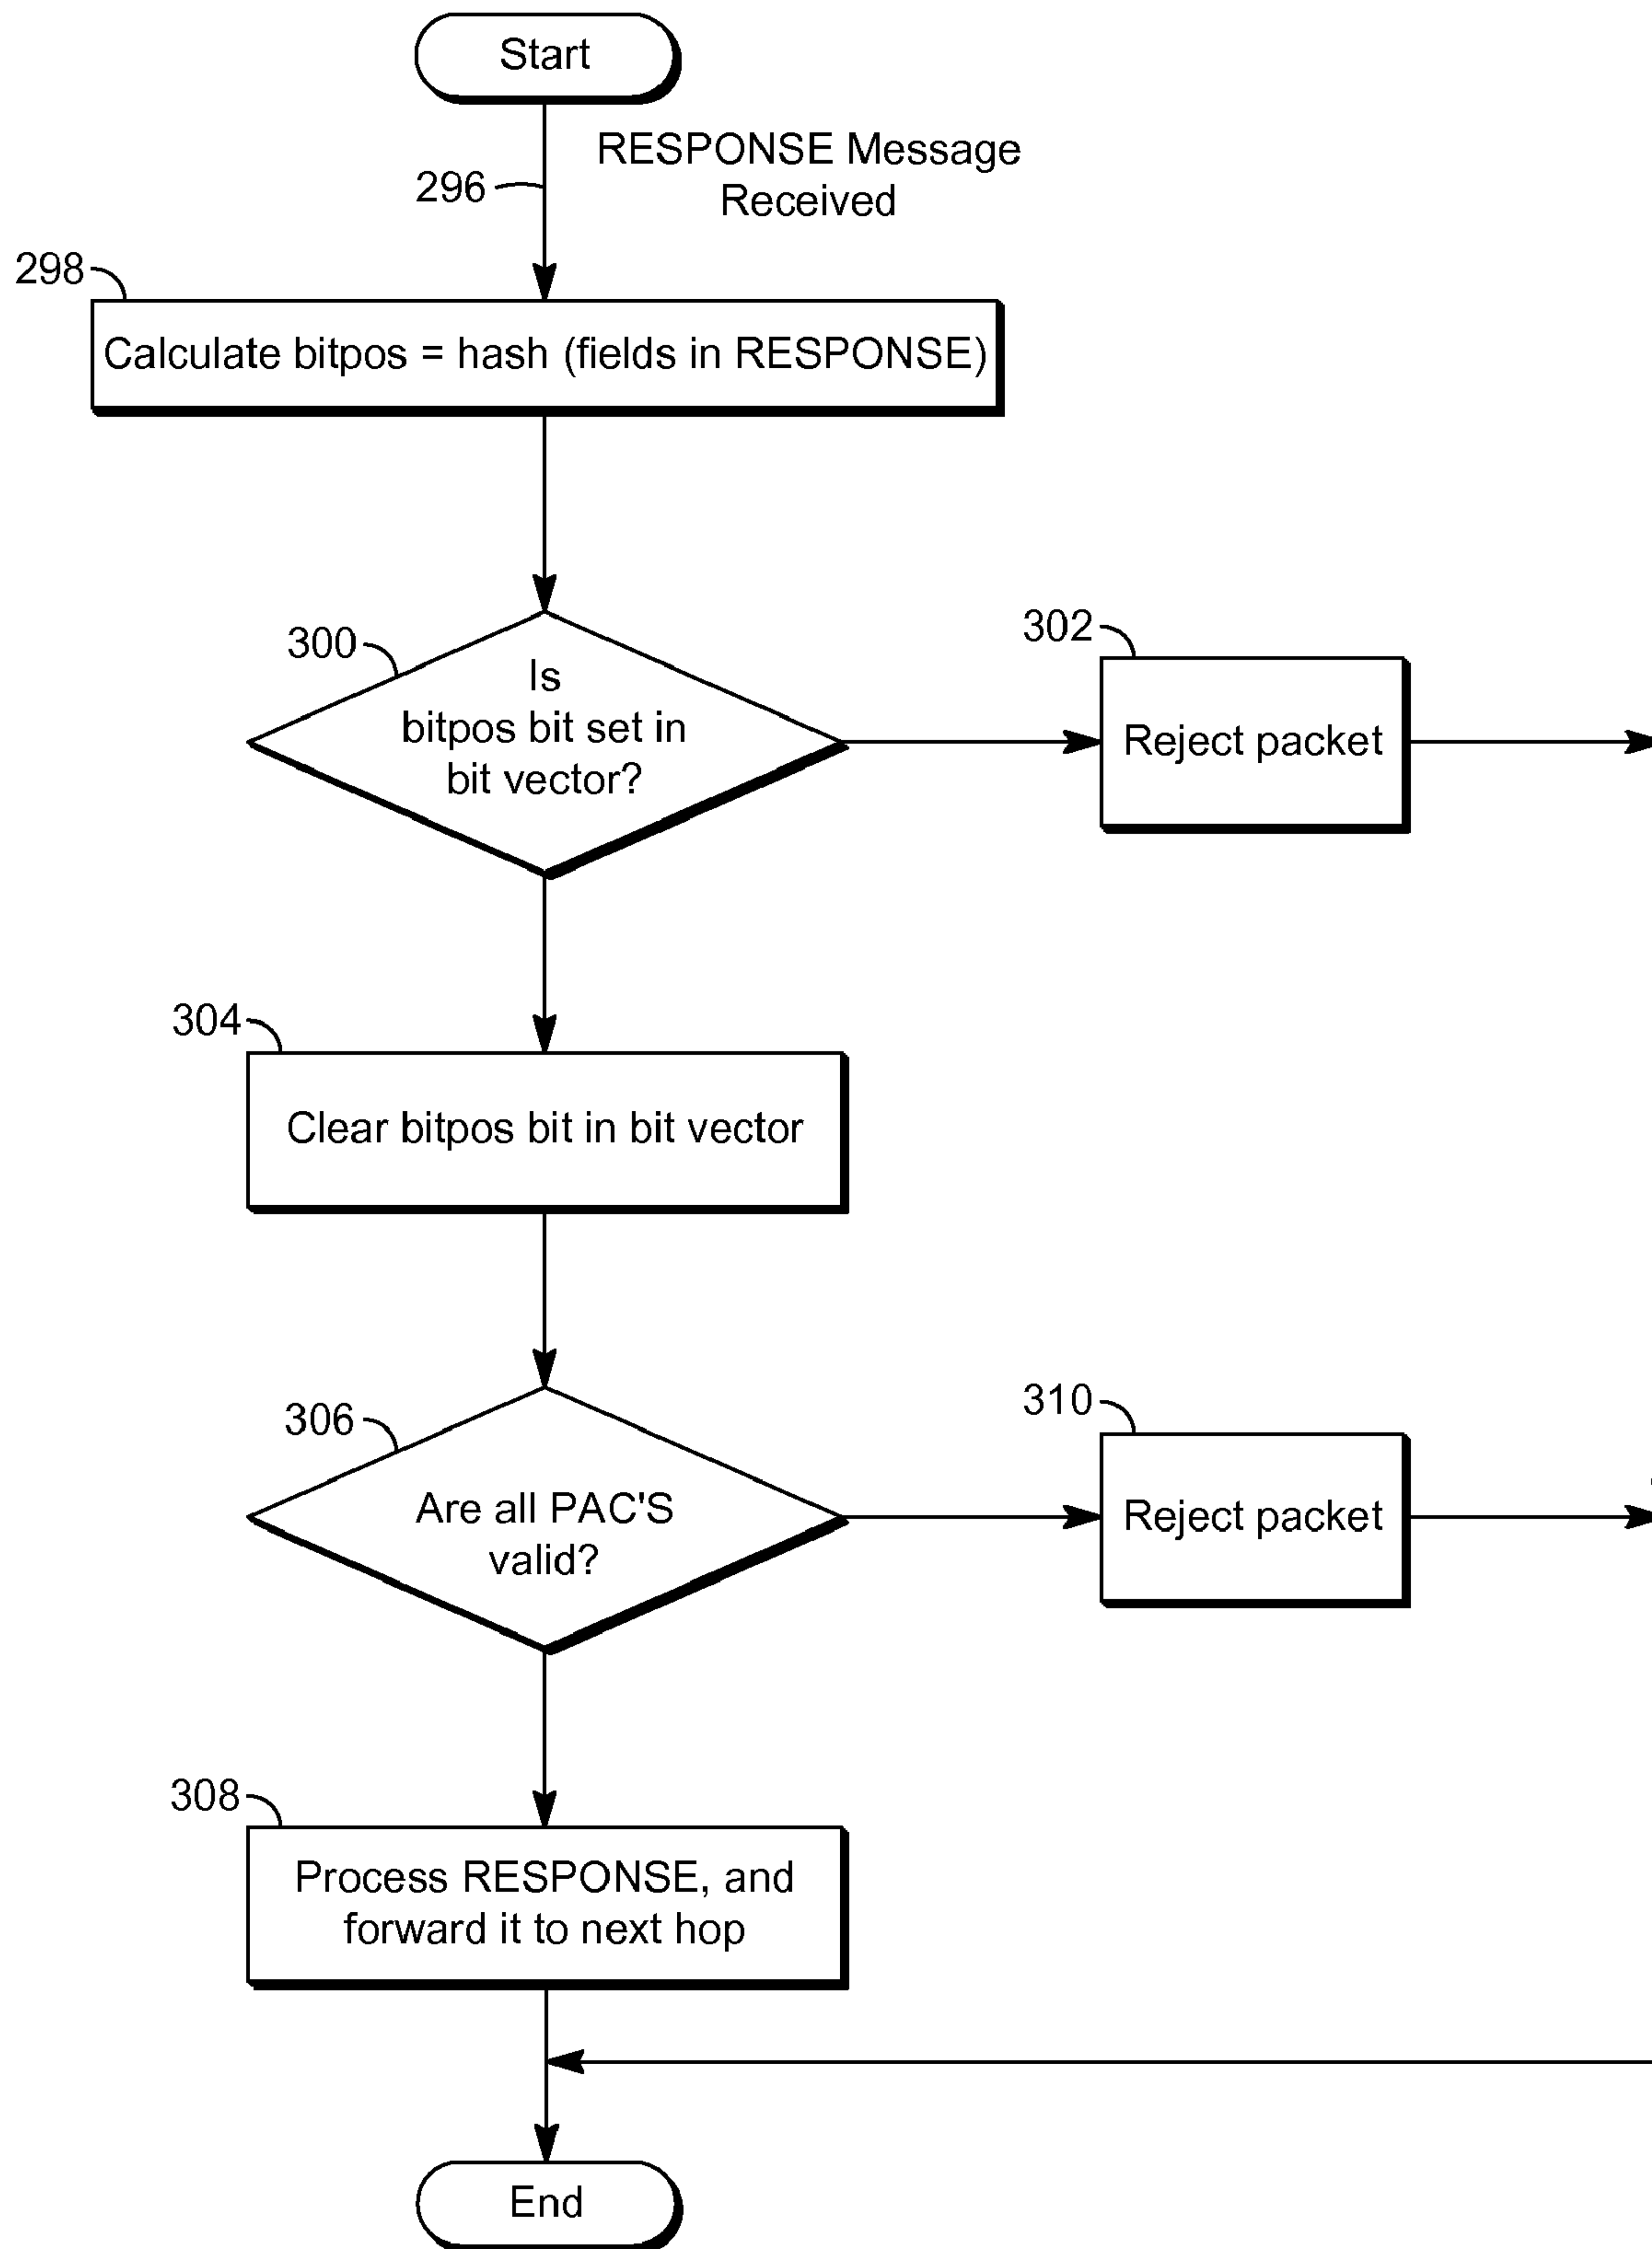 Start
RESPONSE Message
296
Received
298
Calculate bitpos = hash (fields in RESPONSE)
300
Is
bitpos bit set in
bit vector?
302
Reject packet
304
Clear bitpos bit in bit vector
306
Are all PAC'S
valid?
310
Reject packet
308
Process RESPONSE, and
forward it to next hop
End